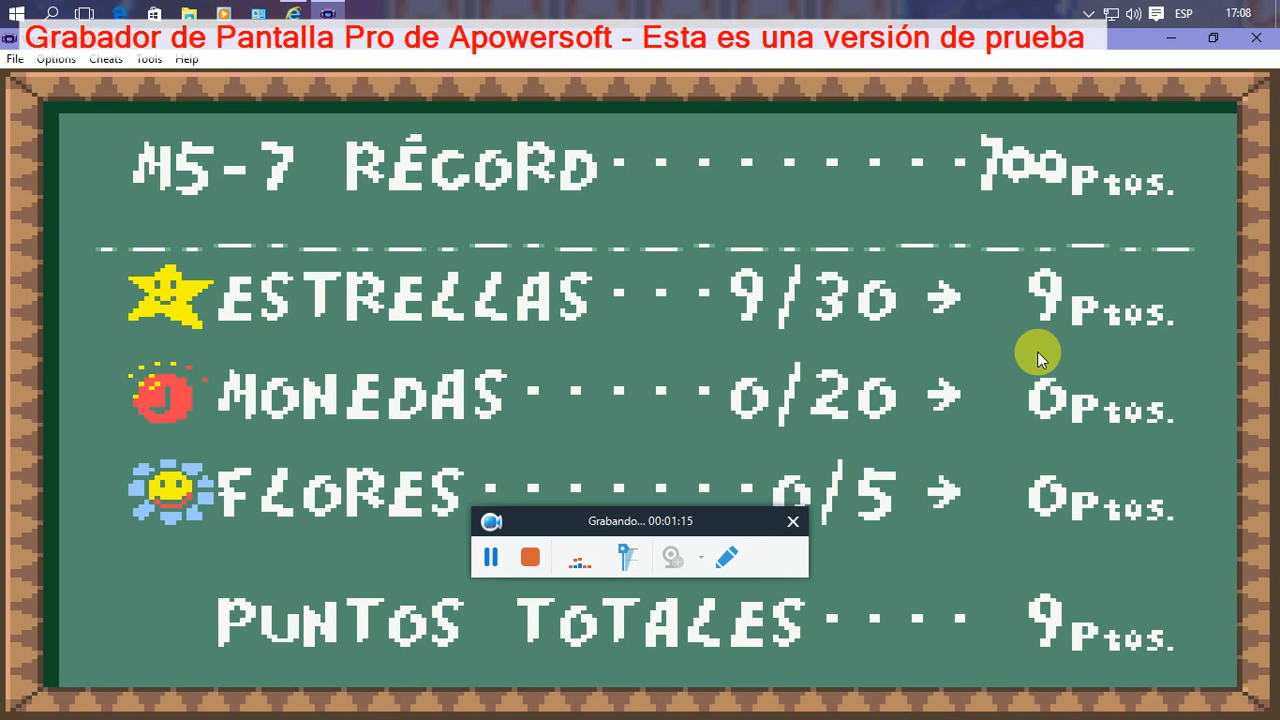 ESP 17:08
Grabador de Pantalla Pro de Apowersoft - Esta es una versión de prueba
File Options Cheats Tools Help
M5-7 RÉCORD · · · · · · · · · 700Ptos.
ESTRELLAS · · · 9/30 → 9Ptos.
MONEDAS · · · · · 0/20 → 0Ptos.
FLORES · · · · · · · 0/5 → 0Ptos.
Grabando... 00:01:15
PUNTOS TOTALES · · · · 9Ptos.